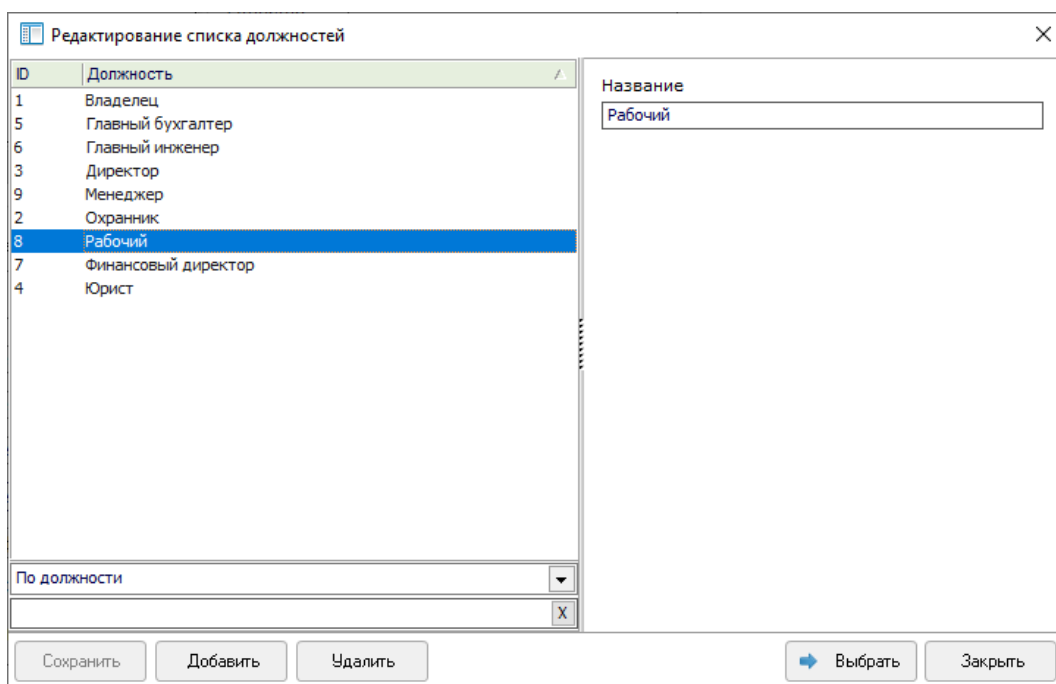 Редактирование списка должностей
ID Должность
1 Владелец
5 Главный бухгалтер
6 Главный инженер
3 Директор
9 Менеджер
2 Охранник
8 Рабочий
7 Финансовый директор
4 Юрист
По должности
X
Название
Рабочий
Сохранить Добавить Удалить Выбрать Закрыть